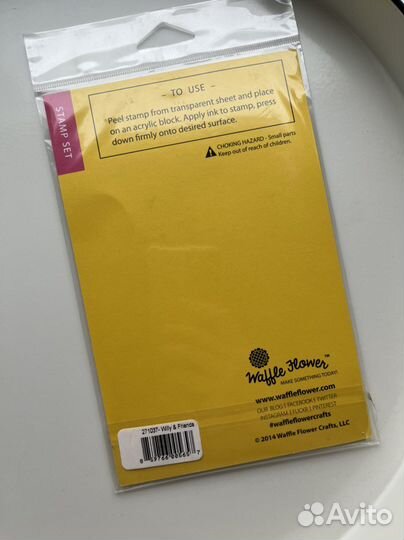 – TO USE –
Peel stamp from transparent sheet and place
on an acrylic block. Apply ink to stamp, press
down firmly onto desired surface.
STAMP SET
CHOKING HAZARD - Small parts
Keep out of reach of children.
Waffle Flower™
MAKE SOMETHING TODAY!
www.waffleflower.com
OUR BLOG | FACEBOOK | TWITTER
INSTAGRAM | FLICKR | PINTEREST
#waffleflowercrafts
© 2014 Waffle Flower Crafts, LLC
271037- Willy & Friends
Avito